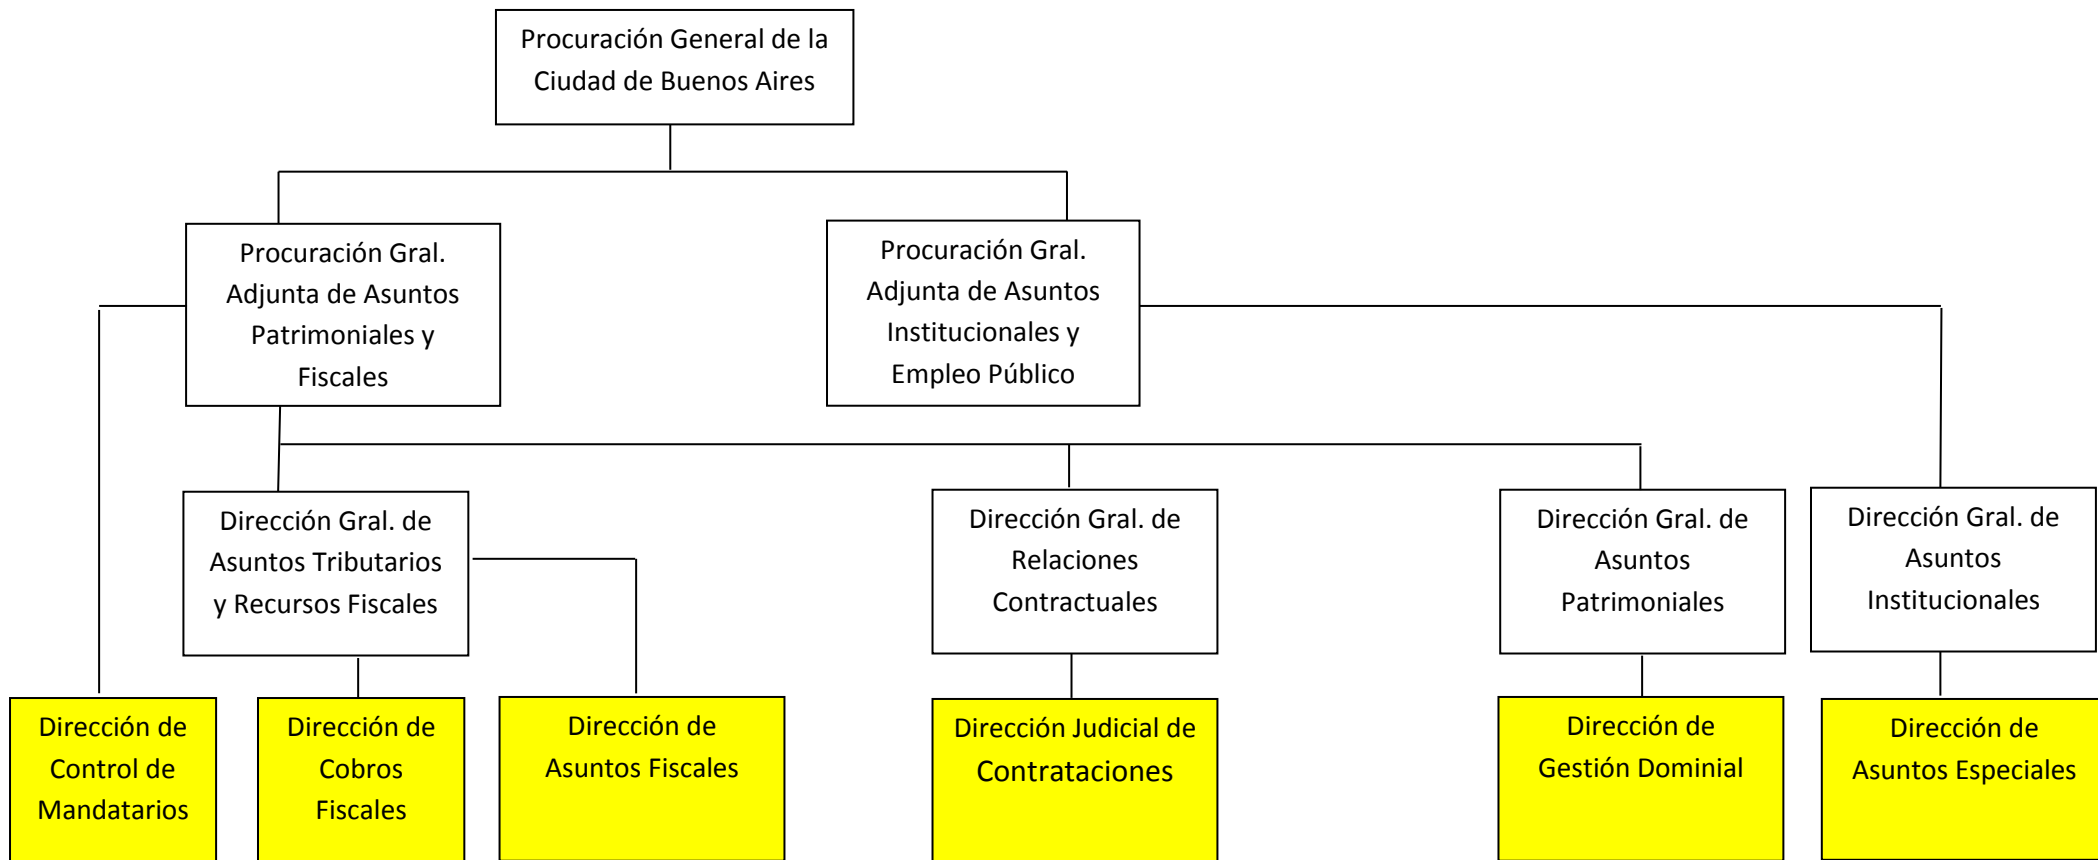 Procuración General de la
Ciudad de Buenos Aires
Procuración Gral.
Adjunta de Asuntos
Patrimoniales y
Fiscales
Procuración Gral.
Adjunta de Asuntos
Institucionales y
Empleo Público
Dirección Gral. de
Asuntos Tributarios
y Recursos Fiscales
Dirección Gral. de
Relaciones
Contractuales
Dirección Gral. de
Asuntos
Patrimoniales
Dirección Gral. de
Asuntos
Institucionales
Dirección de
Control de
Mandatarios
Dirección de
Cobros
Fiscales
Dirección de
Asuntos Fiscales
Dirección Judicial de
Contrataciones
Dirección de
Gestión Dominial
Dirección de
Asuntos Especiales